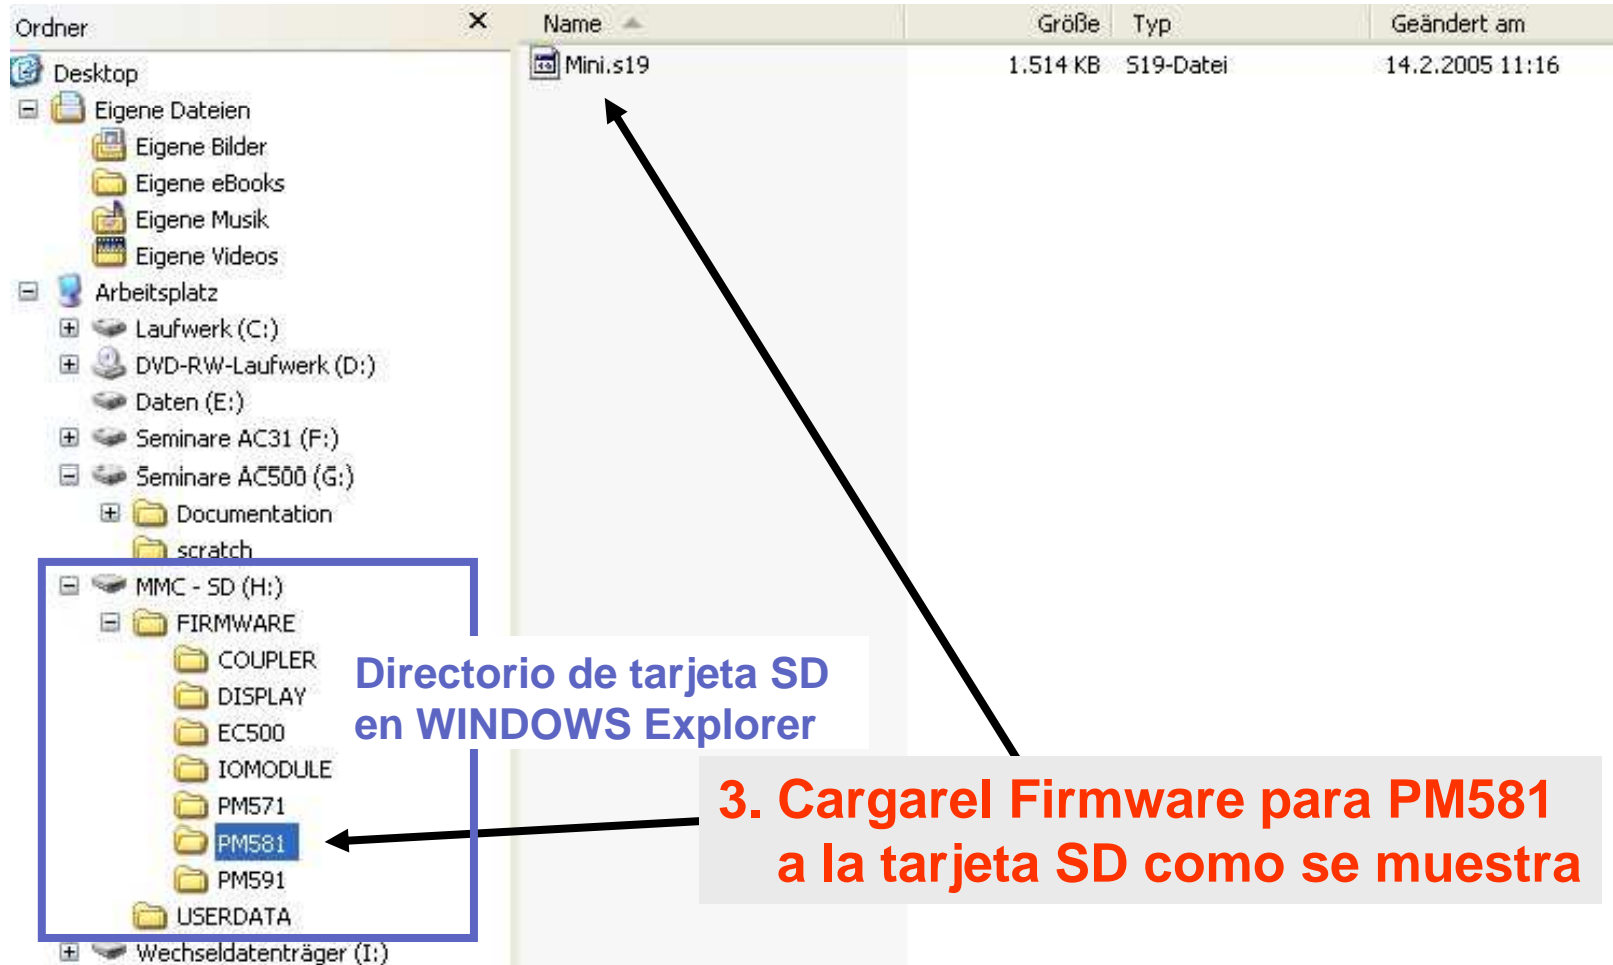 Ordner
Name Größe Typ Geändert am
Mini.s19 1.514 KB S19-Datei 14.2.2005 11:16
Desktop
Eigene Dateien
Eigene Bilder
Eigene eBooks
Eigene Musik
Eigene Videos
Arbeitsplatz
Laufwerk (C:)
DVD-RW-Laufwerk (D:)
Daten (E:)
Seminare AC31 (F:)
Seminare AC500 (G:)
Documentation
scratch
MMC - SD (H:)
FIRMWARE
COUPLER
DISPLAY
EC500
IOMODULE
PM571
PM581
PM591
USERDATA
Wechseldatenträger (I:)
Directorio de tarjeta SD
en WINDOWS Explorer
3. Cargarel Firmware para PM581
a la tarjeta SD como se muestra